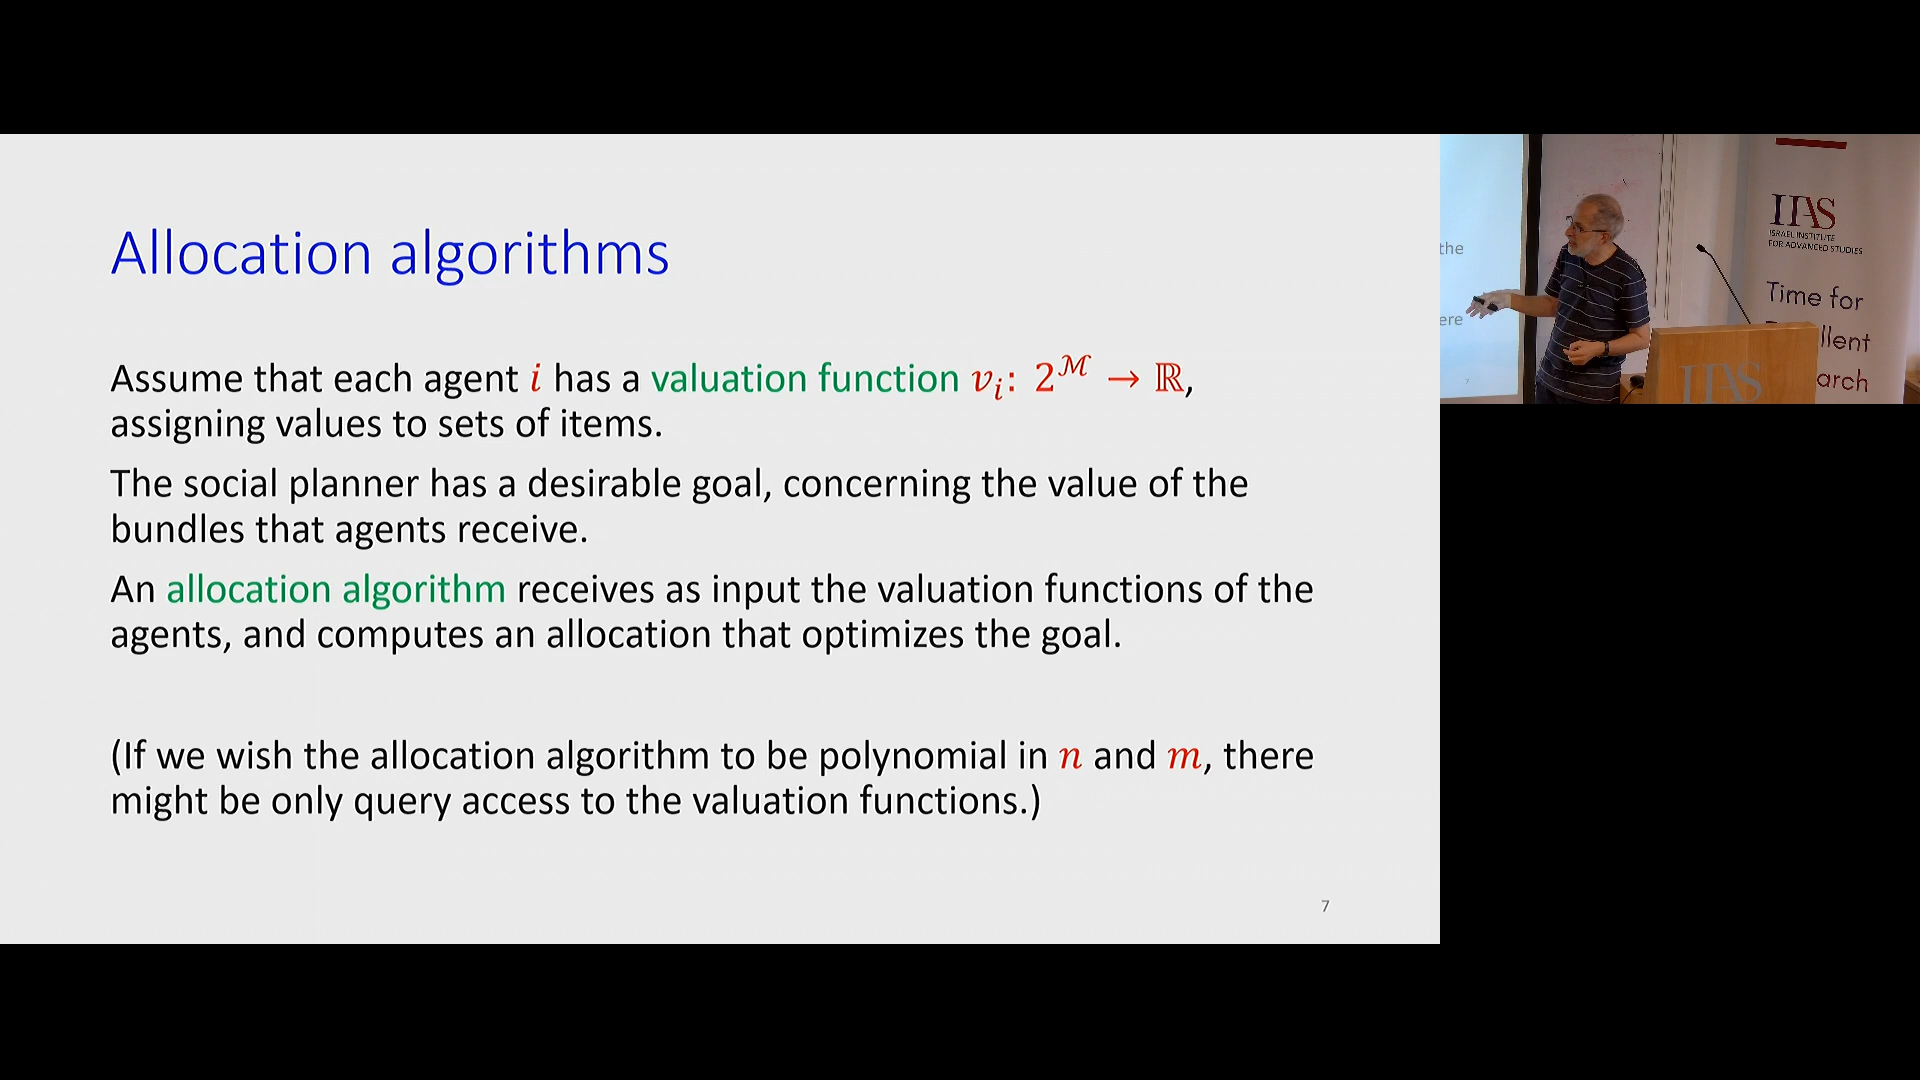 Allocation algorithms
Assume that each agent i has a valuation function vᵢ: 2^ℳ → ℝ,
assigning values to sets of items.
The social planner has a desirable goal, concerning the value of the
bundles that agents receive.
An allocation algorithm receives as input the valuation functions of the
agents, and computes an allocation that optimizes the goal.
(If we wish the allocation algorithm to be polynomial in n and m, there
might be only query access to the valuation functions.)
7
the
ere
7
IIAS
ISRAEL INSTITUTE
FOR ADVANCED STUDIES
Time for
llent
arch
IIAS